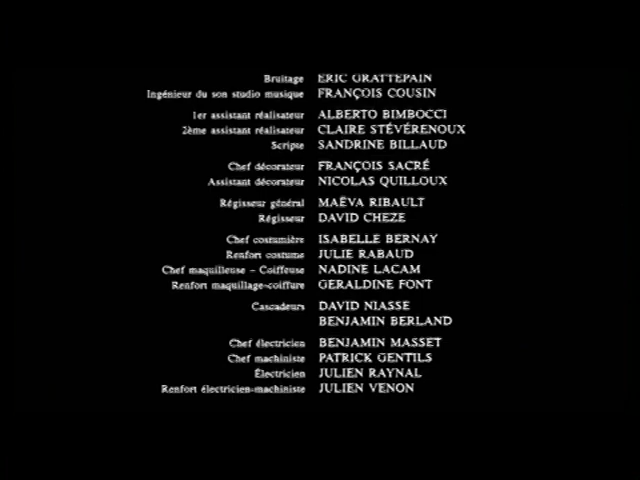 Bruitage ERIC GRATTEPAIN
Ingénieur du son studio musique FRANÇOIS COUSIN
1er assistant réalisateur ALBERTO BIMBOCCI
2ème assistant réalisateur CLAIRE STÉVÉRENOUX
Scripte SANDRINE BILLAUD
Chef décorateur FRANÇOIS SACRÉ
Assistant décorateur NICOLAS QUILLOUX
Régisseur général MAËVA RIBAULT
Régisseur DAVID CHEZE
Chef costumière ISABELLE BERNAY
Renfort costume JULIE RABAUD
Chef maquilleuse – Coiffeuse NADINE LACAM
Renfort maquillage-coiffure GERALDINE FONT
Cascadeurs DAVID NIASSE
BENJAMIN BERLAND
Chef électricien BENJAMIN MASSET
Chef machiniste PATRICK GENTILS
Électricien JULIEN RAYNAL
Renfort électricien-machiniste JULIEN VENON